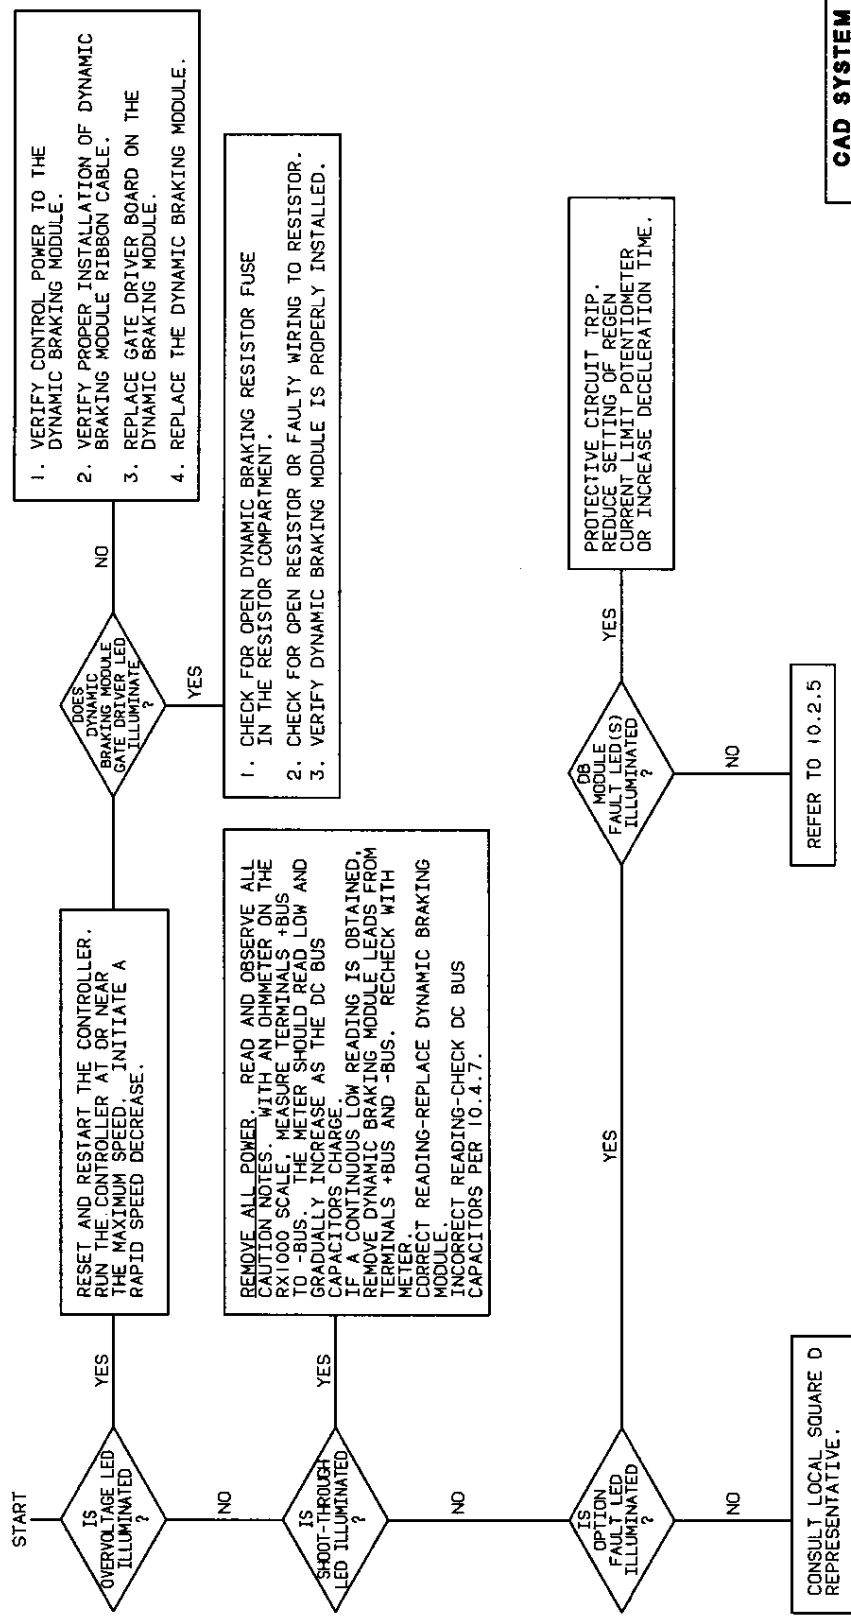 START
IS
OVERVOLTAGE LED
ILLUMINATED
?
YES
RESET AND RESTART THE CONTROLLER.
RUN THE CONTROLLER AT OR NEAR
THE MAXIMUM SPEED. INITIATE A
RAPID SPEED DECREASE.
DOES
DYNAMIC
BRAKING MODULE
GATE DRIVER LED
ILLUMINATE
?
NO
1. VERIFY CONTROL POWER TO THE
DYNAMIC BRAKING MODULE.
2. VERIFY PROPER INSTALLATION OF DYNAMIC
BRAKING MODULE RIBBON CABLE.
3. REPLACE GATE DRIVER BOARD ON THE
DYNAMIC BRAKING MODULE.
4. REPLACE THE DYNAMIC BRAKING MODULE.
YES
1. CHECK FOR OPEN DYNAMIC BRAKING RESISTOR FUSE
IN THE RESISTOR COMPARTMENT.
2. CHECK FOR OPEN RESISTOR OR FAULTY WIRING TO RESISTOR.
3. VERIFY DYNAMIC BRAKING MODULE IS PROPERLY INSTALLED.
NO
IS
SHOOT-THROUGH
LED ILLUMINATED
?
YES
REMOVE ALL POWER. READ AND OBSERVE ALL
CAUTION NOTES. WITH AN OHMMETER ON THE
RX1000 SCALE, MEASURE TERMINALS +BUS
TO -BUS. THE METER SHOULD READ LOW AND
GRADUALLY INCREASE AS THE DC BUS
CAPACITORS CHARGE.
IF A CONTINUOUS LOW READING IS OBTAINED,
REMOVE DYNAMIC BRAKING MODULE LEADS FROM
TERMINALS +BUS AND -BUS. RECHECK WITH
METER.
CORRECT READING-REPLACE DYNAMIC BRAKING
MODULE.
INCORRECT READING-CHECK DC BUS
CAPACITORS PER 10.4.7.
NO
IS
OPTION
FAULT LED
ILLUMINATED
?
YES
DB
MODULE
FAULT LED(S)
ILLUMINATED
?
YES
PROTECTIVE CIRCUIT TRIP.
REDUCE SETTING OF REGEN
CURRENT LIMIT POTENTIOMETER
OR INCREASE DECELERATION TIME.
NO
REFER TO 10.2.5
NO
CONSULT LOCAL SQUARE D
REPRESENTATIVE.
CAD SYSTEM